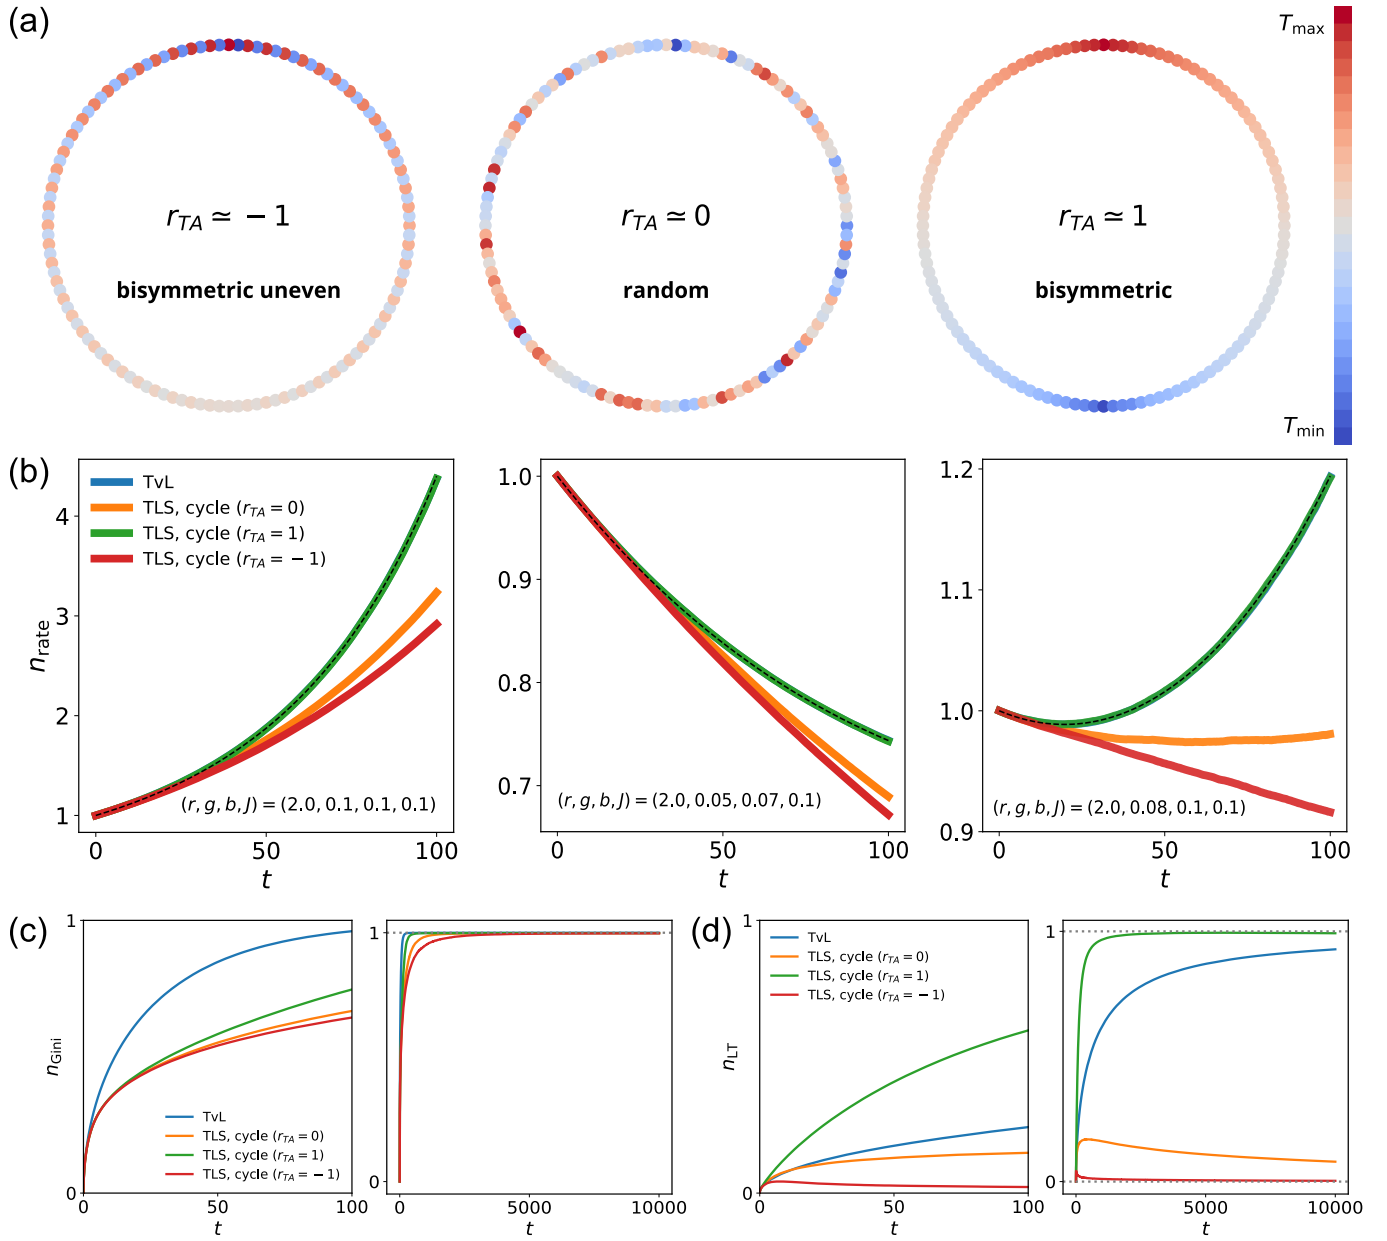 (a)
r_TA ≃ −1
bisymmetric uneven
r_TA ≃ 0
random
r_TA ≃ 1
bisymmetric
T_max
T_min
(b)
n_rate
4
3
2
1
0 50 100
t
TvL
TLS, cycle (r_TA = 0)
TLS, cycle (r_TA = 1)
TLS, cycle (r_TA = −1)
(r, g, b, J) = (2.0, 0.1, 0.1, 0.1)
1.0
0.9
0.8
0.7
0 50 100
t
(r, g, b, J) = (2.0, 0.05, 0.07, 0.1)
1.2
1.1
1.0
0.9
0 50 100
t
(r, g, b, J) = (2.0, 0.08, 0.1, 0.1)
(c)
n_Gini
1
0
0 50 100
t
TvL
TLS, cycle (r_TA = 0)
TLS, cycle (r_TA = 1)
TLS, cycle (r_TA = −1)
1
0
0 5000 10000
t
(d)
n_LT
1
0
0 50 100
t
TvL
TLS, cycle (r_TA = 0)
TLS, cycle (r_TA = 1)
TLS, cycle (r_TA = −1)
1
0
0 5000 10000
t